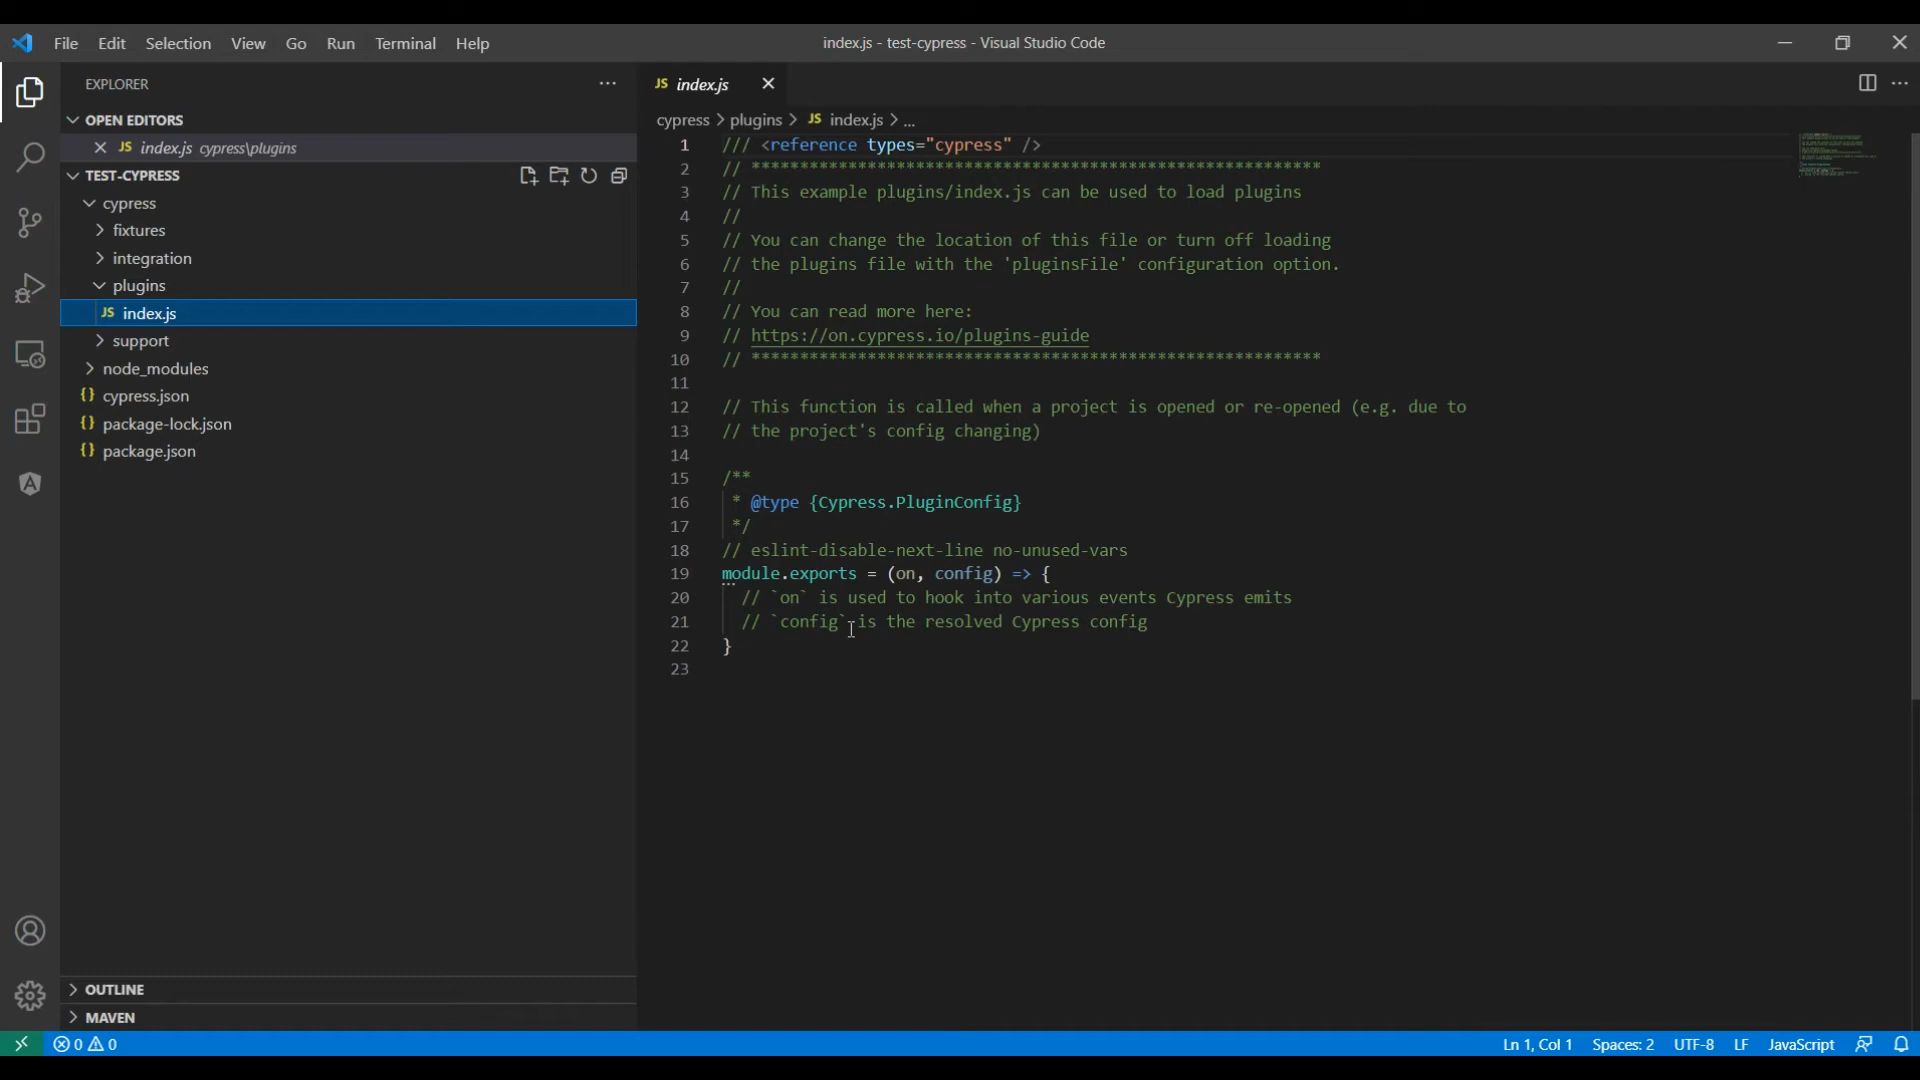 File Edit Selection View Go Run Terminal Help
index.js - test-cypress - Visual Studio Code
EXPLORER
OPEN EDITORS
JS index.js cypress\plugins
TEST-CYPRESS
cypress
fixtures
integration
plugins
JS index.js
support
node_modules
{} cypress.json
{} package-lock.json
{} package.json
OUTLINE
MAVEN
JS index.js
cypress > plugins > JS index.js > ...
1 /// <reference types="cypress" />
2 // ***********************************************************
3 // This example plugins/index.js can be used to load plugins
4 //
5 // You can change the location of this file or turn off loading
6 // the plugins file with the 'pluginsFile' configuration option.
7 //
8 // You can read more here:
9 // https://on.cypress.io/plugins-guide
10 // ***********************************************************
11
12 // This function is called when a project is opened or re-opened (e.g. due to
13 // the project's config changing)
14
15 /**
16 * @type {Cypress.PluginConfig}
17 */
18 // eslint-disable-next-line no-unused-vars
19 module.exports = (on, config) => {
20 // `on` is used to hook into various events Cypress emits
21 // `config` is the resolved Cypress config
22 }
23
0 0
Ln 1, Col 1 Spaces: 2 UTF-8 LF JavaScript